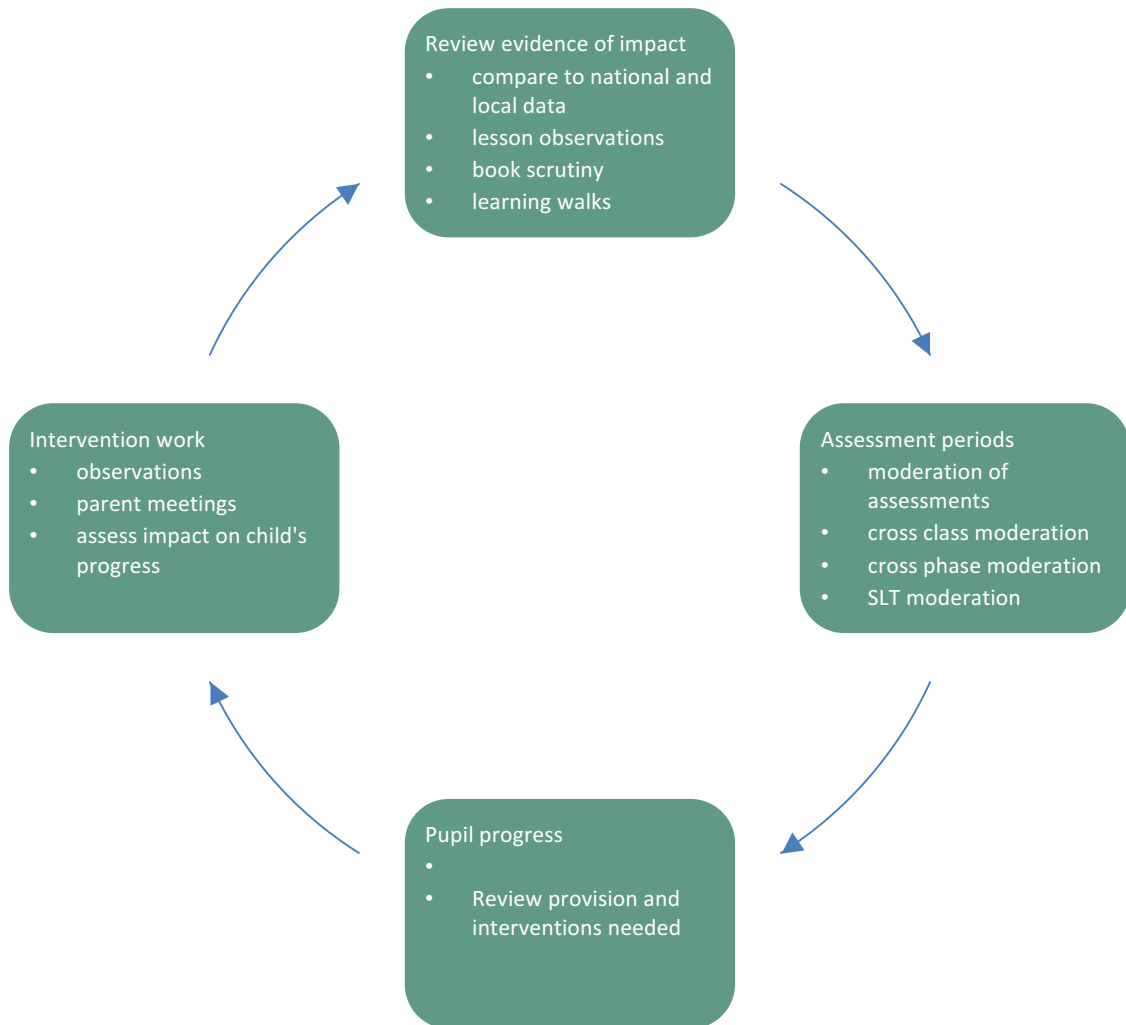 Review evidence of impact
• compare to national and
local data
• lesson observations
• book scrutiny
• learning walks
Assessment periods
• moderation of
assessments
• cross class moderation
• cross phase moderation
• SLT moderation
Pupil progress
•
• Review provision and
interventions needed
Intervention work
• observations
• parent meetings
• assess impact on child's
progress